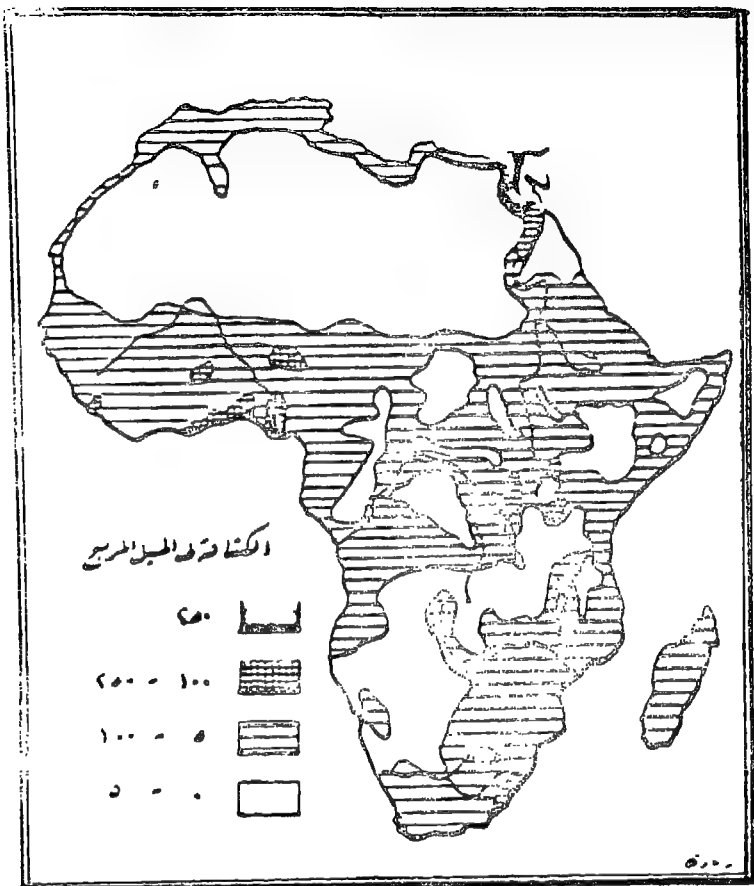 الكثافة في الميل المربع
٢٥٠
١٠٠ - ٢٥٠
٥ - ١٠٠
٠ - ٥